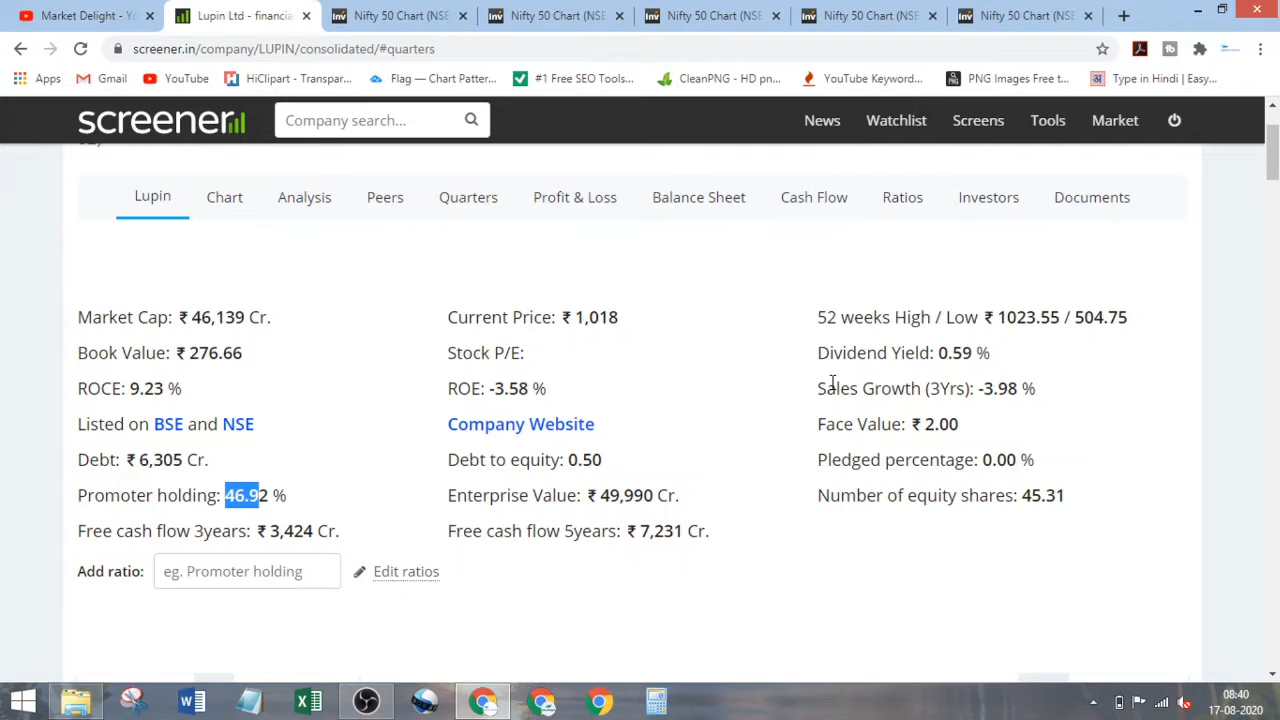 Market Delight - Yo
Lupin Ltd - financia
Nifty 50 Chart (NSE
Nifty 50 Chart (NSE
Nifty 50 Chart (NSE
Nifty 50 Chart (NSE
Nifty 50 Chart (NSE
screener.in/company/LUPIN/consolidated/#quarters
Apps
Gmail
YouTube
HiClipart - Transpar...
Flag — Chart Patter...
#1 Free SEO Tools...
CleanPNG - HD pn...
YouTube Keyword...
PNG Images Free t...
Type in Hindi | Easy...
screener
Company search...
News
Watchlist
Screens
Tools
Market
Lupin
Chart
Analysis
Peers
Quarters
Profit & Loss
Balance Sheet
Cash Flow
Ratios
Investors
Documents
Market Cap: ₹ 46,139 Cr.
Current Price: ₹ 1,018
52 weeks High / Low ₹ 1023.55 / 504.75
Book Value: ₹ 276.66
Stock P/E:
Dividend Yield: 0.59 %
ROCE: 9.23 %
ROE: -3.58 %
Sales Growth (3Yrs): -3.98 %
Listed on BSE and NSE
Company Website
Face Value: ₹ 2.00
Debt: ₹ 6,305 Cr.
Debt to equity: 0.50
Pledged percentage: 0.00 %
Promoter holding: 46.92 %
Enterprise Value: ₹ 49,990 Cr.
Number of equity shares: 45.31
Free cash flow 3years: ₹ 3,424 Cr.
Free cash flow 5years: ₹ 7,231 Cr.
Add ratio:
eg. Promoter holding
Edit ratios
08:40
17-08-2020